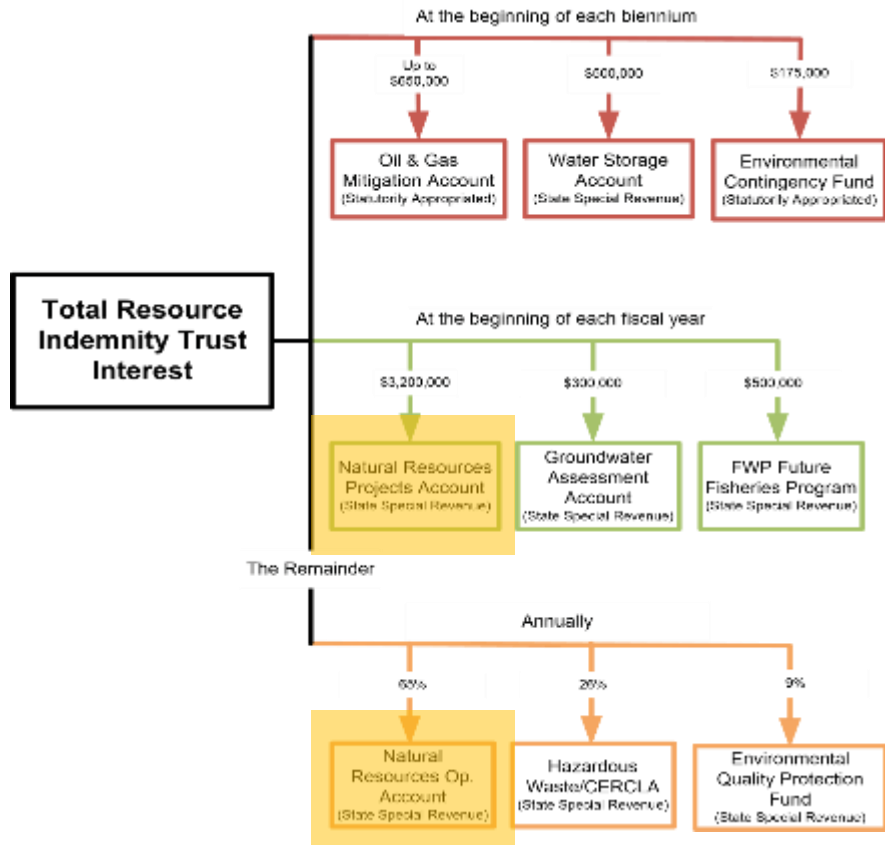 At the beginning of each biennium
Up to
$650,000
$175,000
Oil & Gas
Mitigation Account
(Statutorily Appropriated)
Water Storage
Account
(State Special Revenue)
Environmental
Contingency Fund
(Statutorily Appropriated)
Total Resource
Indemnity Trust
Interest
At the beginning of each fiscal year
$3,200,000
$300,000
$500,000
Natural Resources
Projects Account
(State Special Revenue)
Groundwater
Assessment
Account
(State Special Revenue)
FWP Future
Fisheries Program
(State Special Revenue)
The Remainder
Annually
65%
26%
9%
Natural
Resources Op.
Account
(State Special Revenue)
Hazardous
Waste/CERCLA
(State Special Revenue)
Environmental
Quality Protection
Fund
(State Special Revenue)